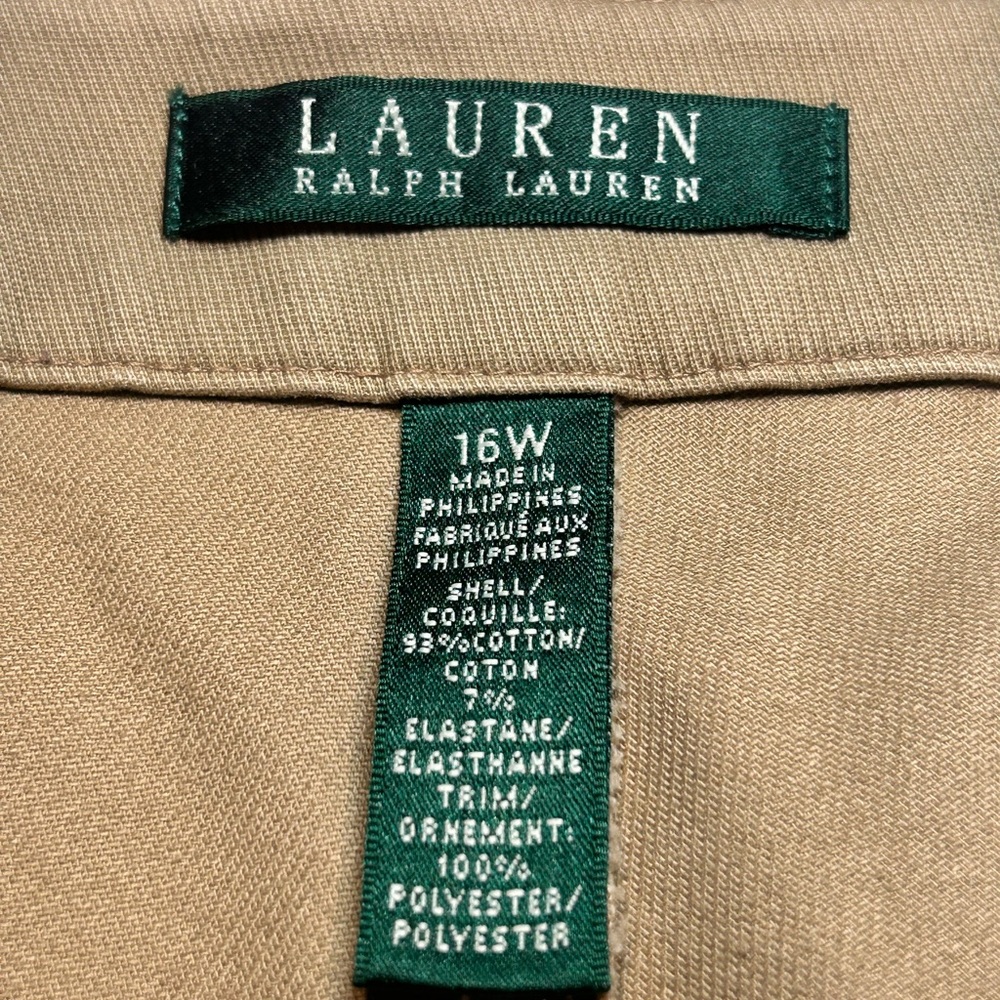 LAUREN
RALPH LAUREN
16W
MADE IN
PHILIPPINES
FABRIQUÉ AUX
PHILIPPINES
SHELL/
COQUILLE:
93%COTTON/
COTON
7%
ELASTANE/
ELASTHANNE
TRIM/
ORNEMENT:
100%
POLYESTER/
POLYESTER